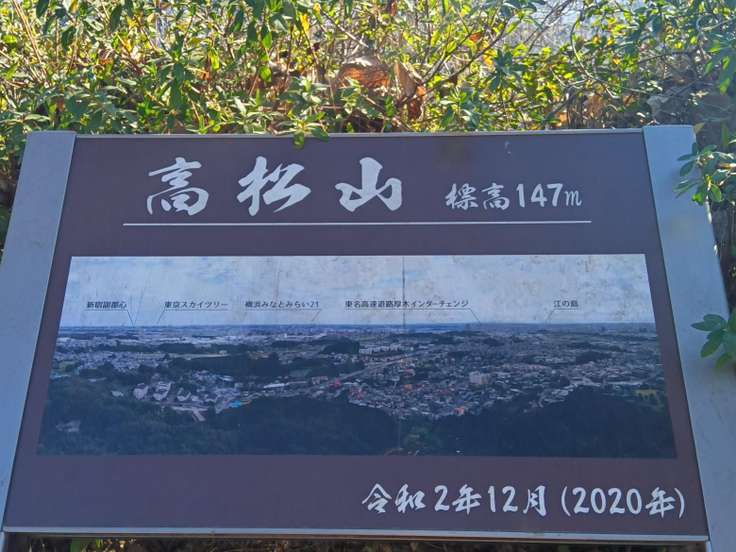 高松山 標高147m
新宿副都心 東京スカイツリー 横浜みなとみらい21 東名高速道路厚木インターチェンジ 江の島
令和2年12月(2020年)